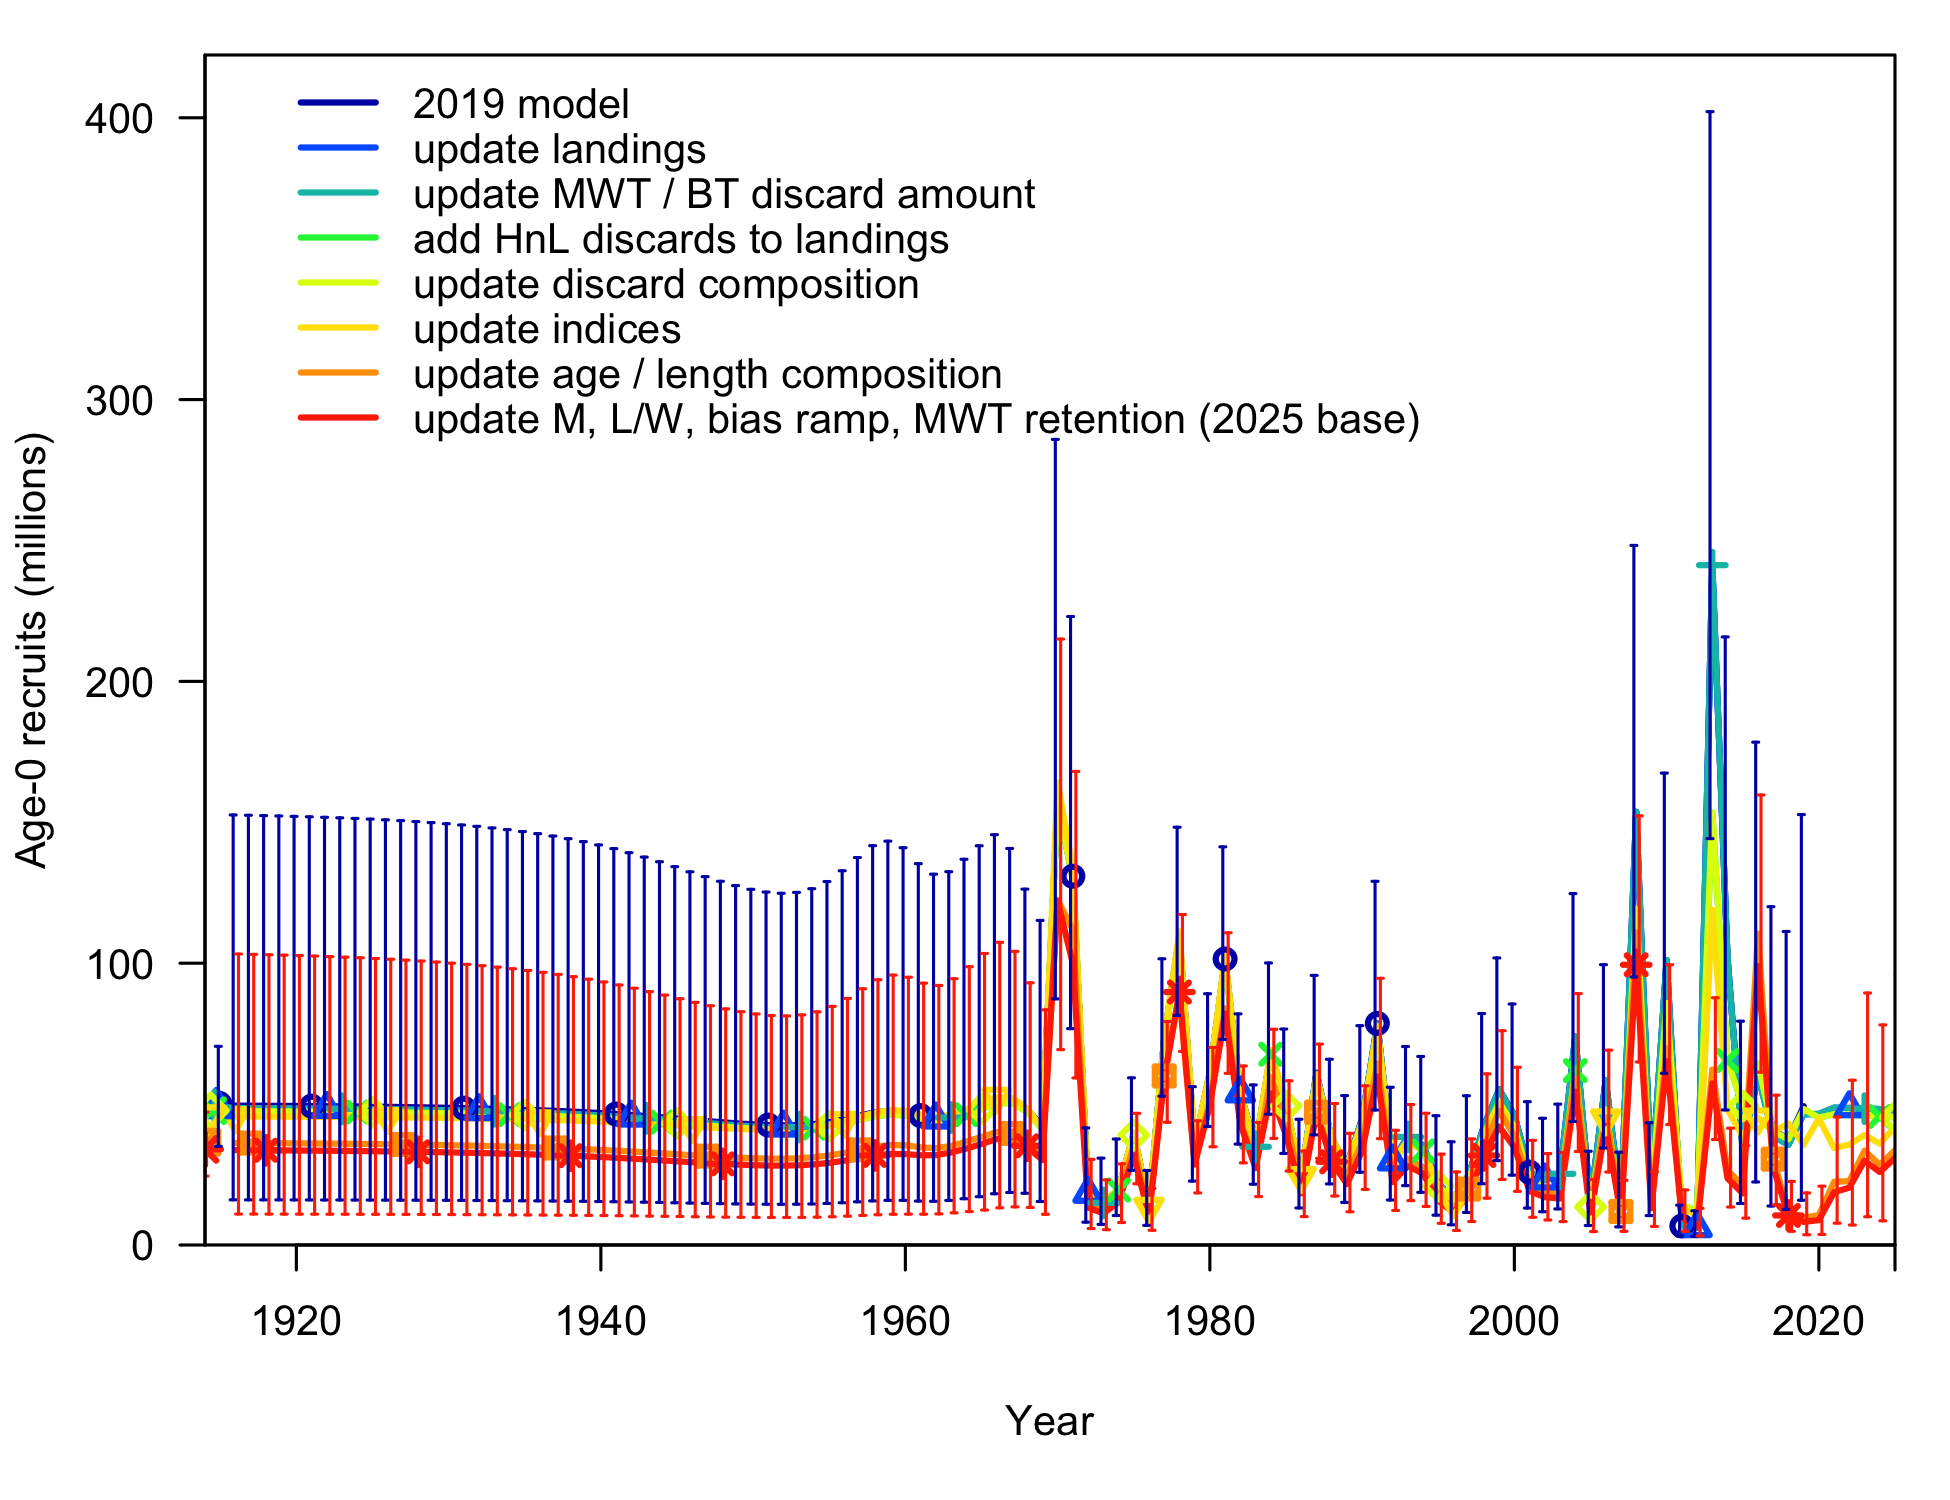 2019 model
update landings
update MWT / BT discard amount
add HnL discards to landings
update discard composition
update indices
update age / length composition
update M, L/W, bias ramp, MWT retention (2025 base)
Age-0 recruits (millions)
400
300
200
100
0
1920 1940 1960 1980 2000 2020
Year